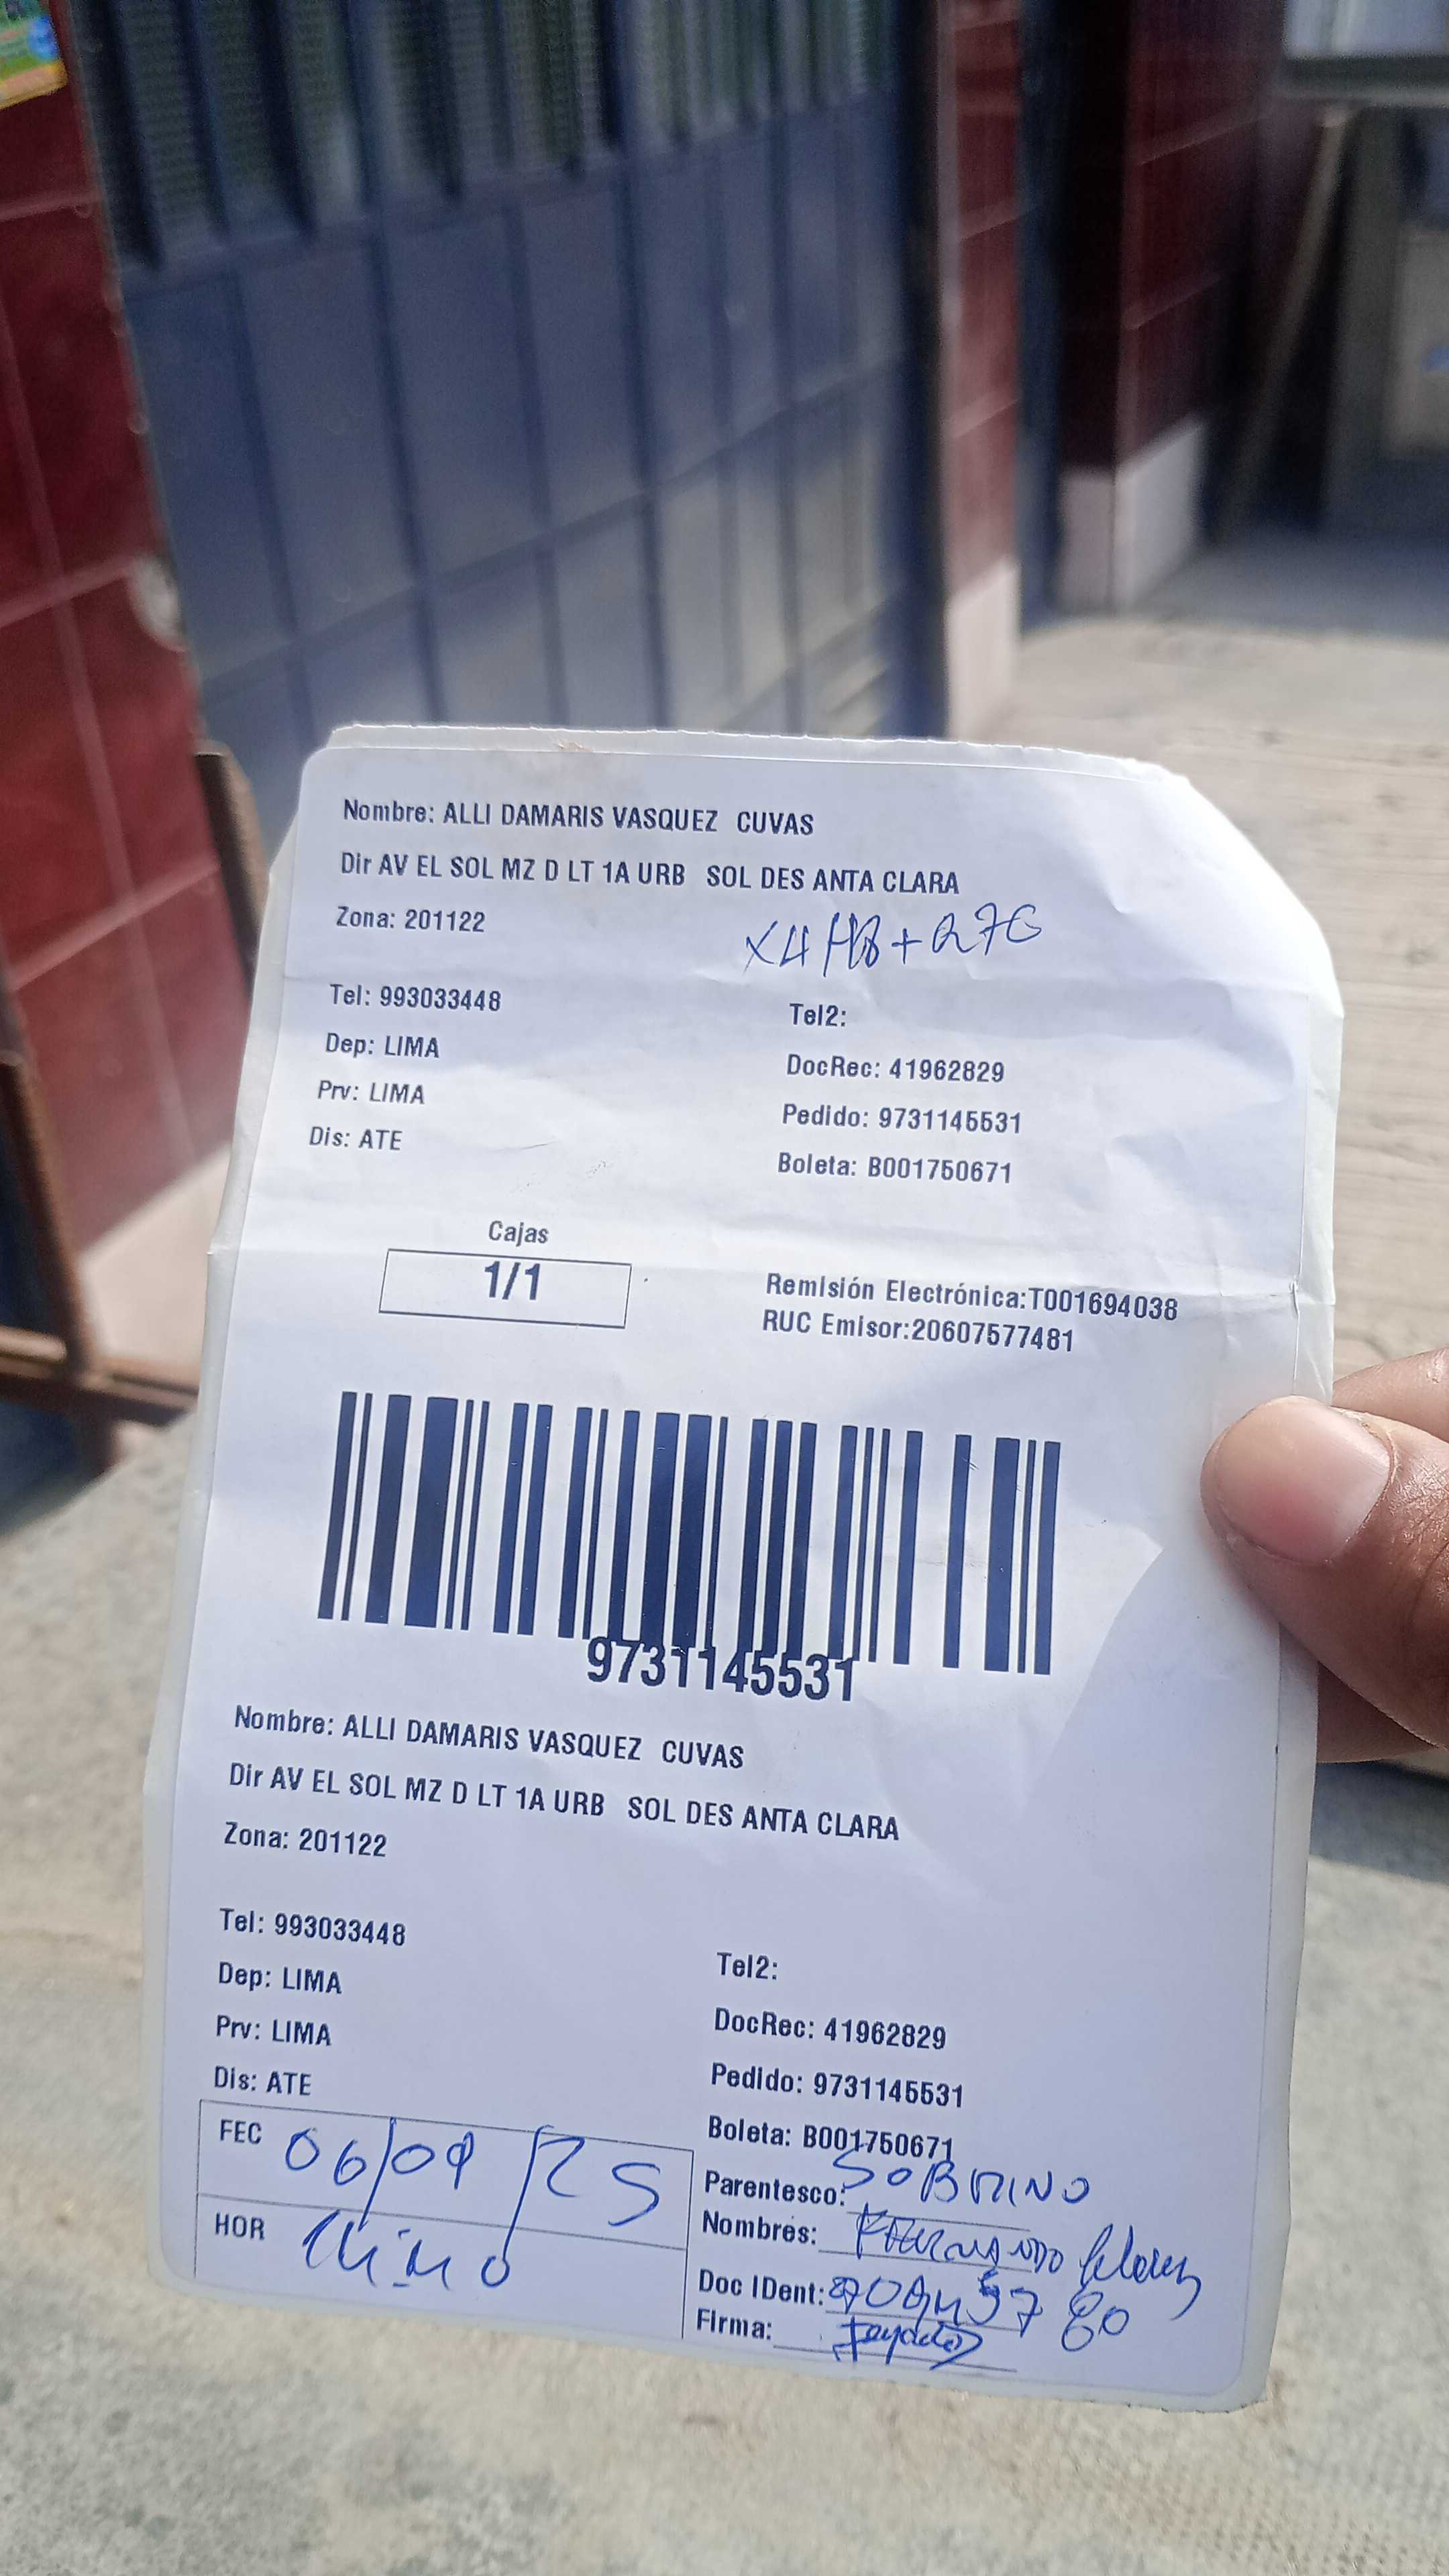 Nombre: ALLI DAMARIS VASQUEZ CUVAS
Dir AV EL SOL MZ D LT 1A URB SOL DES ANTA CLARA
Zona: 201122
X4HB+
Tel: 993033448
Tel2:
Dep: LIMA
DocRec: 41962829
Prv: LIMA
Pedido: 9731145531
Dis: ATE
Boleta: B001750671
Cajas
1/1
Remisión Electrónica:T001694038
RUC Emisor:20607577481
9731145531
Nombre: ALLI DAMARIS VASQUEZ CUVAS
Dir AV EL SOL MZ D LT 1A URB SOL DES ANTA CLARA
Zona: 201122
Tel: 993033448
Tel2:
Dep: LIMA
DocRec: 41962829
Prv: LIMA
Pedido: 9731145531
Dis: ATE
Boleta: B001750671
FEC 06/09/25
Parentesco: SOBRINO
HOR
Nombres:
Doc IDent:
Firma: